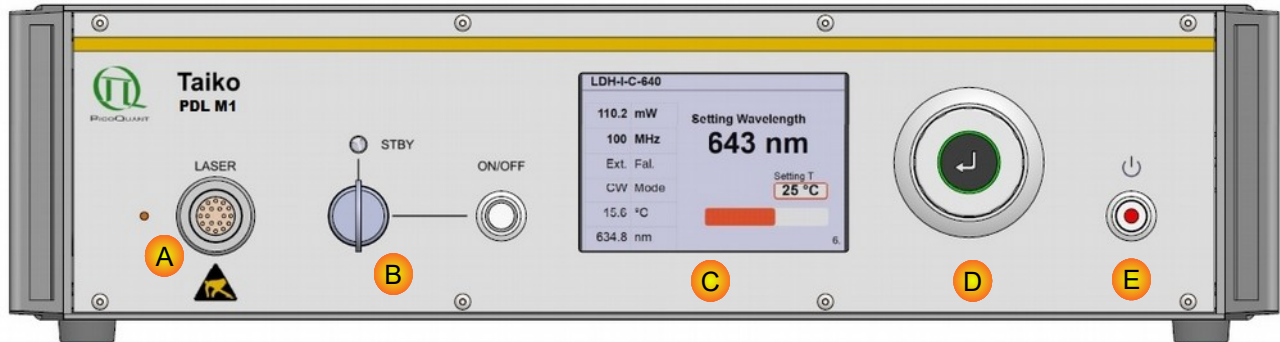 Taiko
PDL M1
PICOQUANT
LASER
STBY
ON/OFF
LDH-I-C-640
110.2 mW
100 MHz
Ext. Fal.
CW Mode
15.6 °C
634.8 nm
Setting Wavelength
643 nm
Setting T
25 °C
6.
A
B
C
D
E